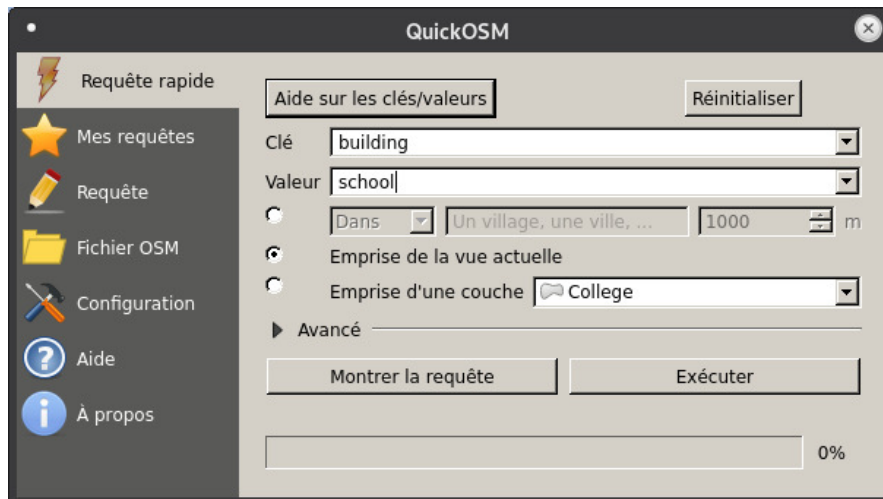 QuickOSM
Requête rapide
Mes requêtes
Requête
Fichier OSM
Configuration
Aide
À propos
Aide sur les clés/valeurs Réinitialiser
Clé building
Valeur school
Dans Un village, une ville, ... 1000 m
Emprise de la vue actuelle
Emprise d'une couche College
Avancé
Montrer la requête Exécuter
0%